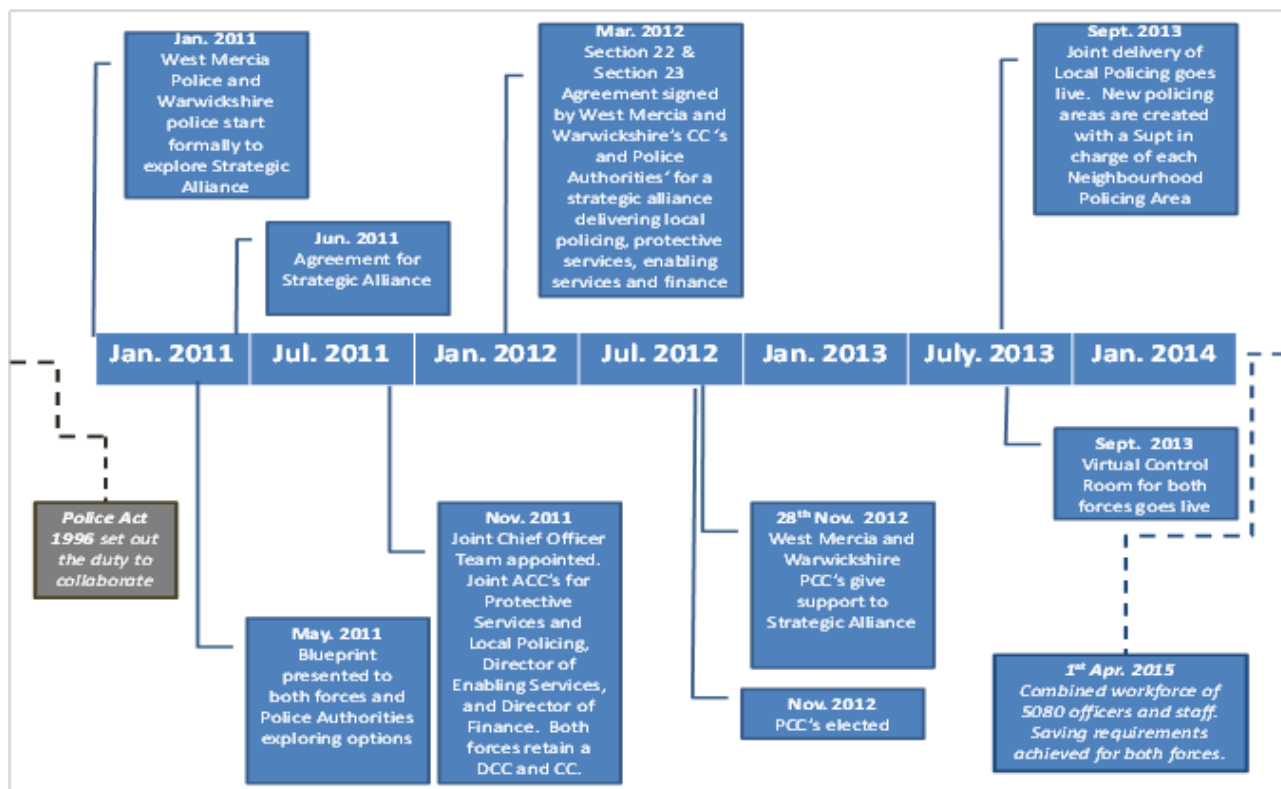 Jan. 2011
West Mercia
Police and
Warwickshire
police start
formally to
explore Strategic
Alliance
Jun. 2011
Agreement for
Strategic Alliance
Mar. 2012
Section 22 &
Section 23
Agreement signed
by West Mercia and
Warwickshire's CC 's
and Police
Authorities' for a
strategic alliance
delivering local
policing, protective
services, enabling
services and finance
Sept. 2013
Joint delivery of
Local Policing goes
live. New policing
areas are created
with a Supt in
charge of each
Neighbourhood
Policing Area
Jan. 2011
Jul. 2011
Jan. 2012
Jul. 2012
Jan. 2013
July. 2013
Jan. 2014
Police Act
1996 set out
the duty to
collaborate
May. 2011
Blueprint
presented to
both forces and
Police Authorities
exploring options
Nov. 2011
Joint Chief Officer
Team appointed.
Joint ACC's for
Protective
Services and
Local Policing,
Director of
Enabling Services,
and Director of
Finance. Both
forces retain a
DCC and CC.
28th Nov. 2012
West Mercia and
Warwickshire
PCC's give
support to
Strategic Alliance
Nov. 2012
PCC's elected
Sept. 2013
Virtual Control
Room for both
forces goes live
1st Apr. 2015
Combined workforce of
5080 officers and staff.
Saving requirements
achieved for both forces.